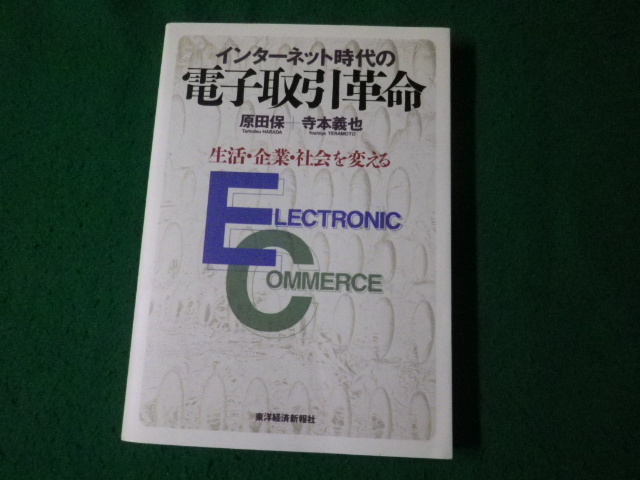 インターネット時代の
電子取引革命
原田保＋寺本義也
Tamotsu HARADA Yoshiya TERAMOTO
生活・企業・社会を変える
ELECTRONIC
COMMERCE
東洋経済新報社